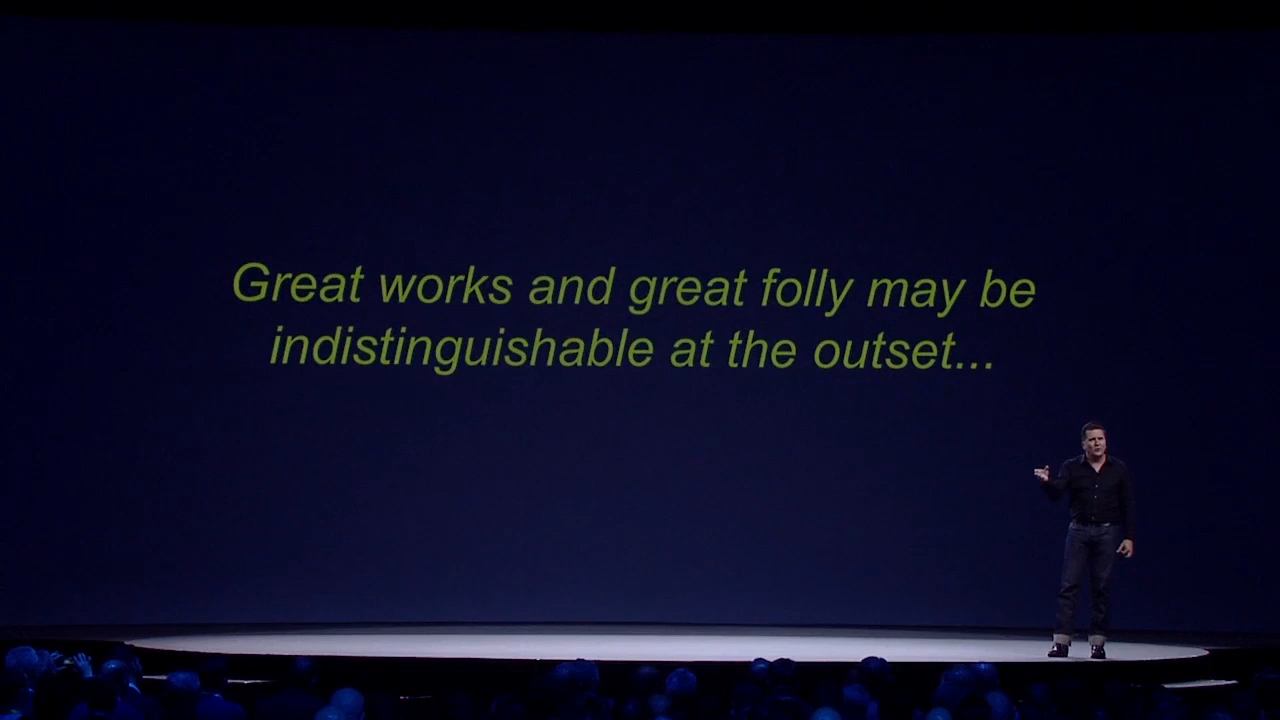 Great works and great folly may be
indistinguishable at the outset...